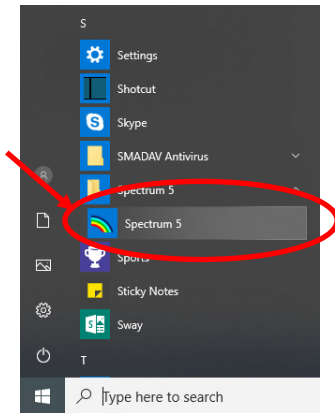 S
Settings
Shotcut
Skype
SMADAV Antivirus
Spectrum 5
Spectrum 5
Sports
Sticky Notes
Sway
T
Type here to search